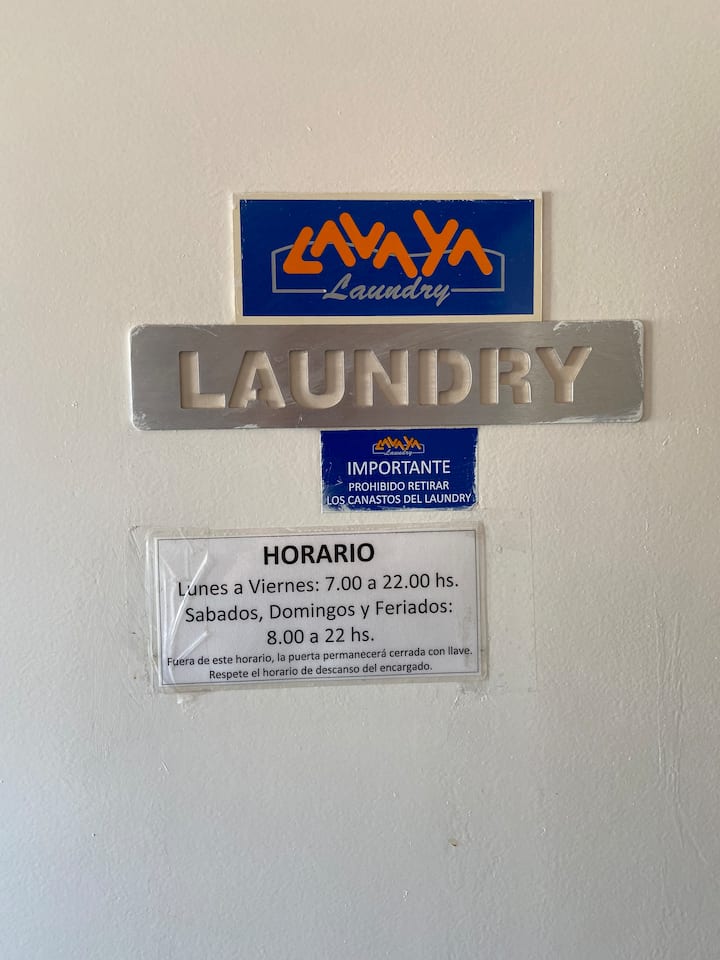 LAVAYA
Laundry
LAUNDRY
LAVAYA
Laundry
IMPORTANTE
PROHIBIDO RETIRAR
LOS CANASTOS DEL LAUNDRY
HORARIO
Lunes a Viernes: 7.00 a 22.00 hs.
Sabados, Domingos y Feriados:
8.00 a 22 hs.
Fuera de este horario, la puerta permanecerá cerrada con llave.
Respete el horario de descanso del encargado.